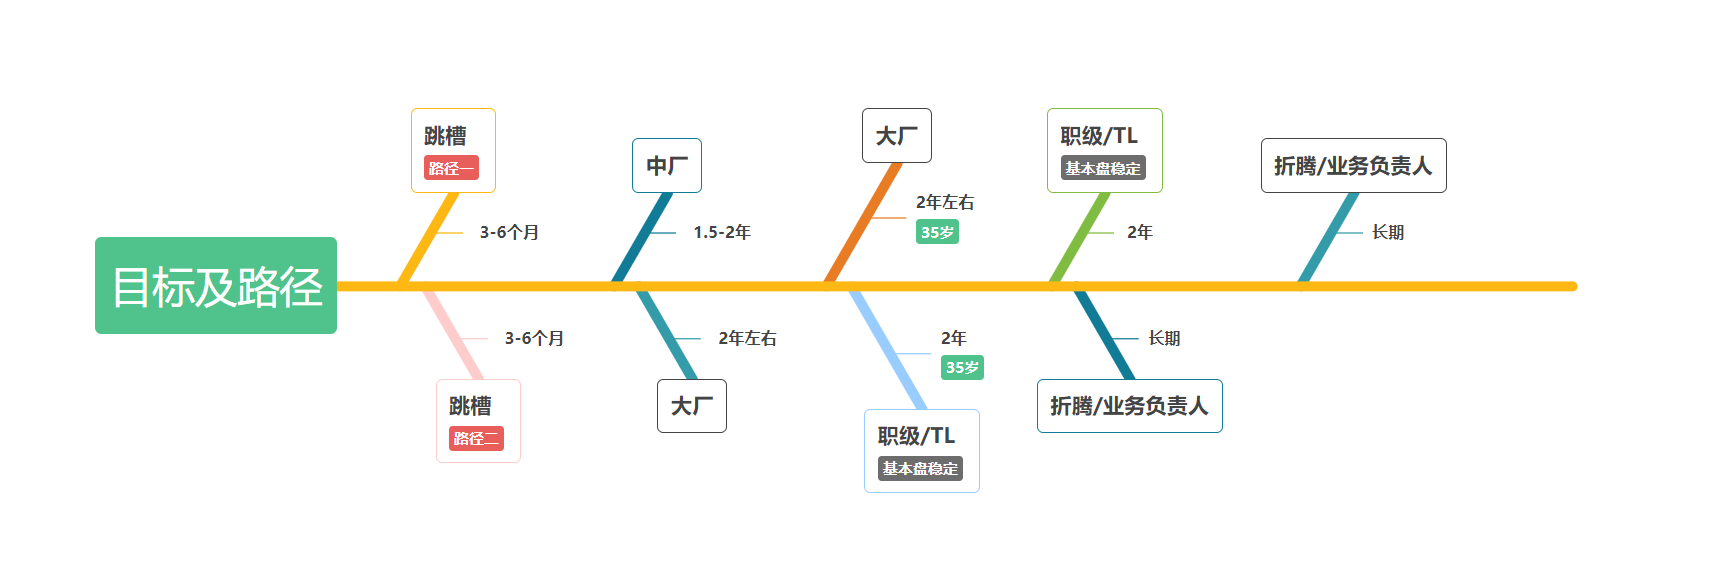 目标及路径
跳槽
路径一
3-6个月
中厂
1.5-2年
大厂
2年左右
35岁
职级/TL
基本盘稳定
2年
折腾/业务负责人
长期
跳槽
路径二
3-6个月
大厂
2年左右
职级/TL
基本盘稳定
2年
35岁
折腾/业务负责人
长期